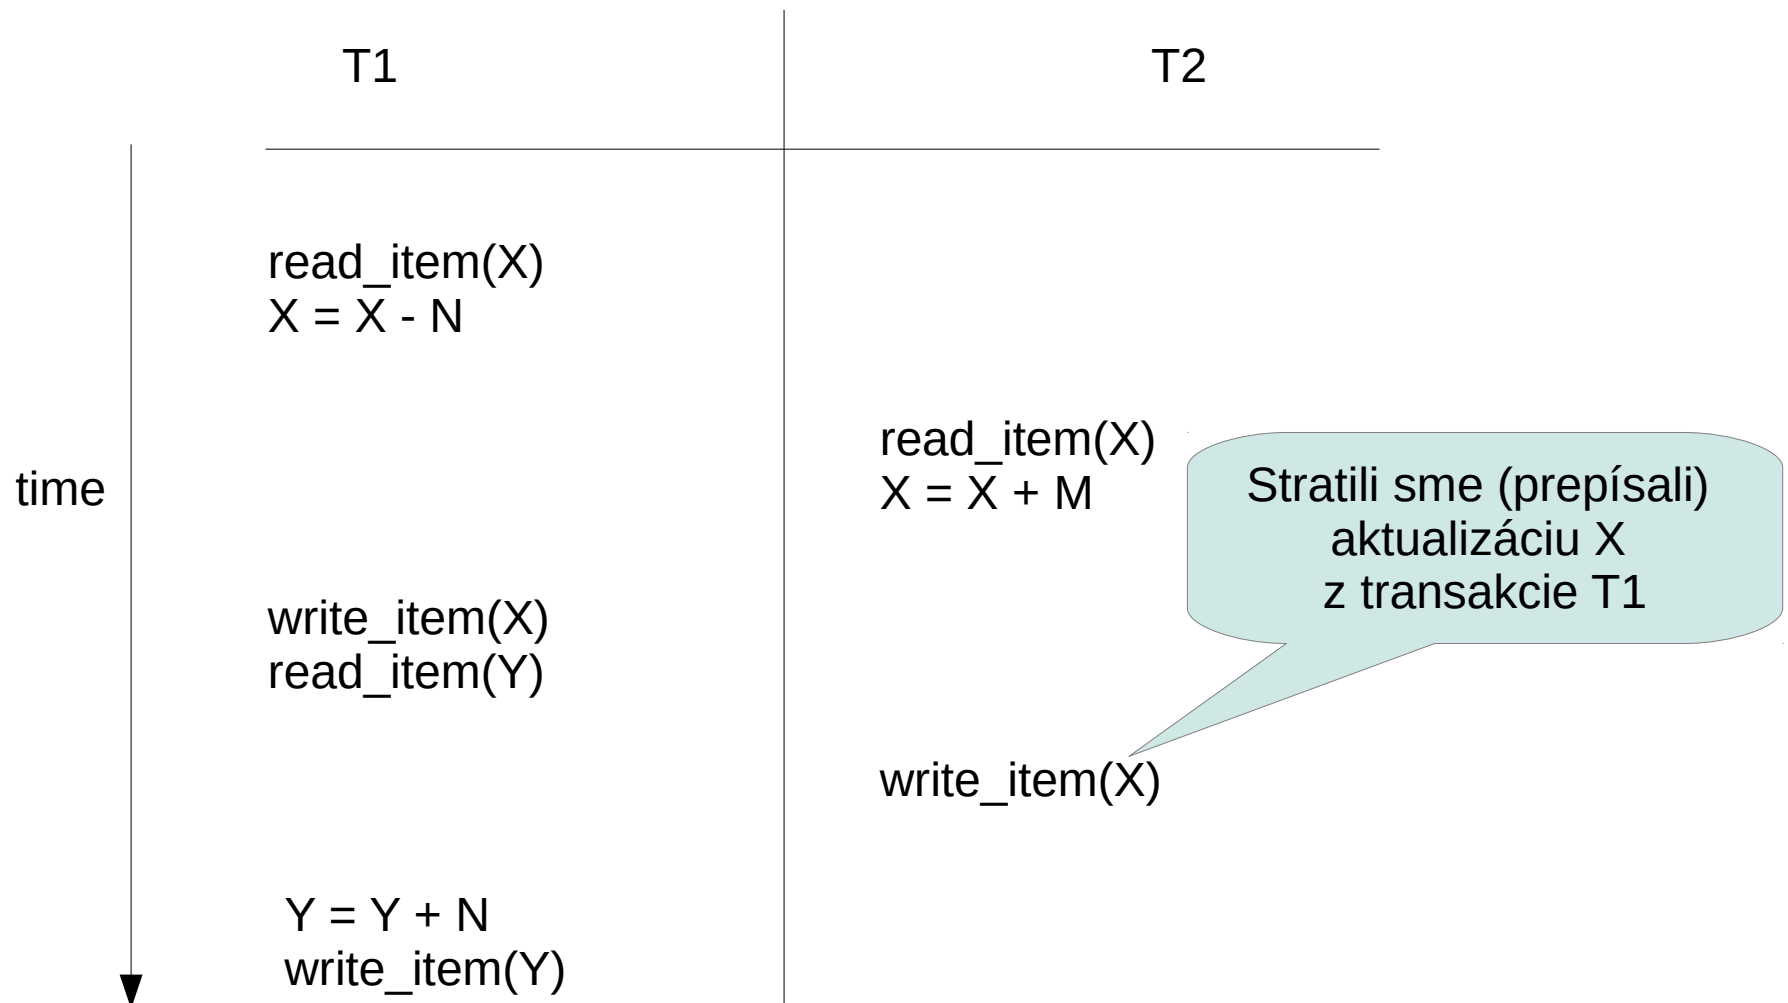 T1
T2
read_item(X)
X = X - N
read_item(X)
X = X + M
time
Stratili sme (prepísali)
aktualizáciu X
z transakcie T1
write_item(X)
read_item(Y)
write_item(X)
Y = Y + N
write_item(Y)